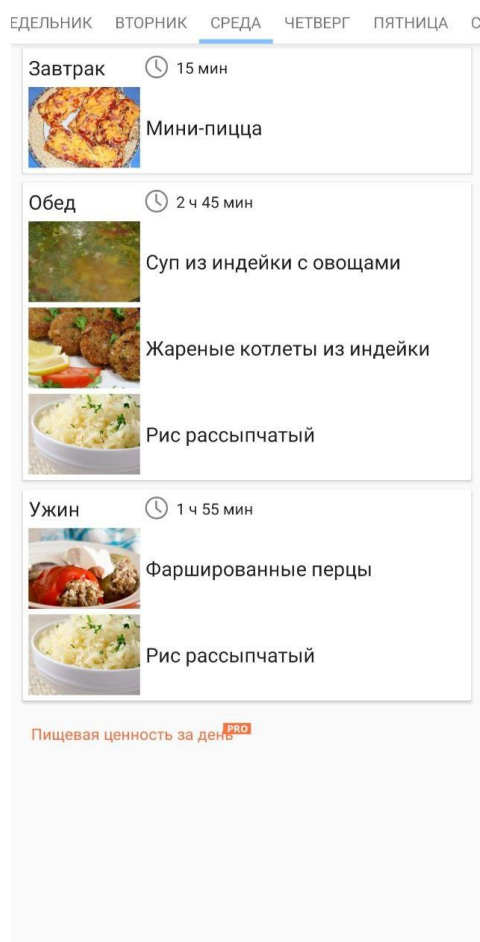 ЕДЕЛЬНИК ВТОРНИК СРЕДА ЧЕТВЕРГ ПЯТНИЦА С
Завтрак 15 мин
Мини-пицца
Обед 2 ч 45 мин
Суп из индейки с овощами
Жареные котлеты из индейки
Рис рассыпчатый
Ужин 1 ч 55 мин
Фаршированные перцы
Рис рассыпчатый
Пищевая ценность за день PRO